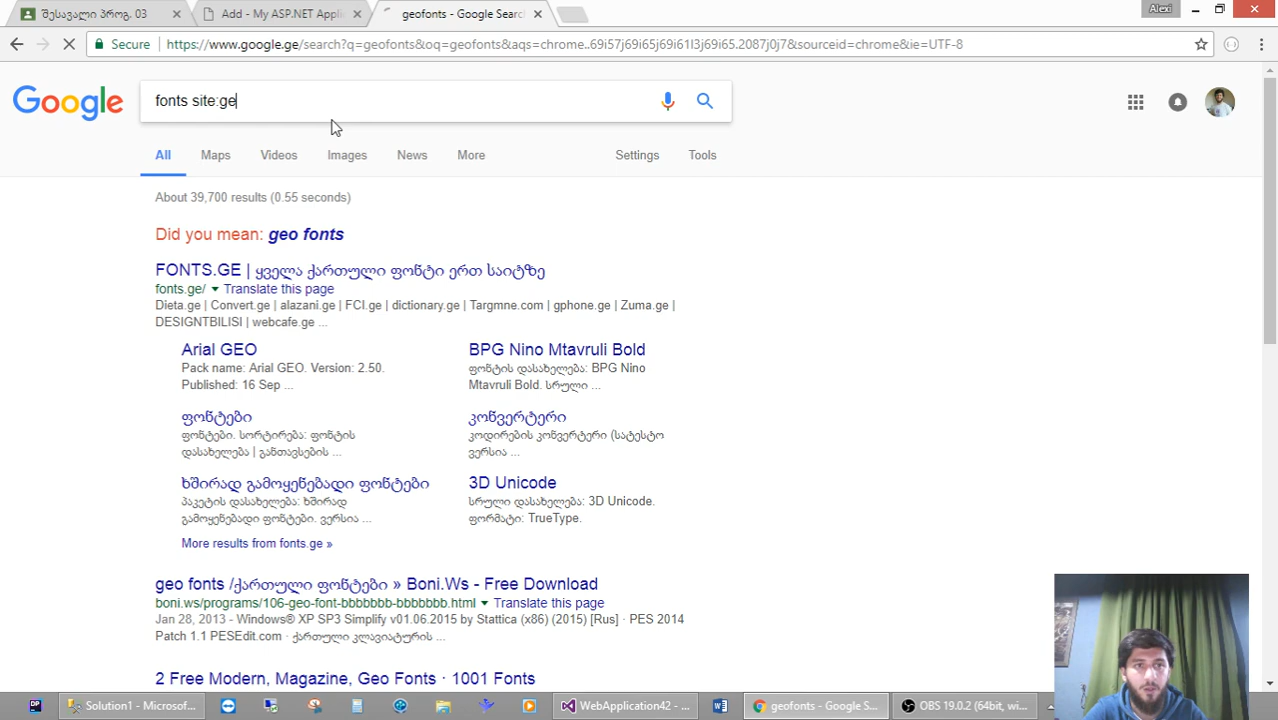 შესავალი პროგ. 03
Add - My ASP.NET Appli
geofonts - Google Searc
Alexi
Secure
https://www.google.ge/search?q=geofonts&oq=geofonts&aqs=chrome..69i57j69i65j69i61l3j69i65.2087j0j7&sourceid=chrome&ie=UTF-8
Google
fonts site:ge
All Maps Videos Images News More Settings Tools
About 39,700 results (0.55 seconds)
Did you mean: geo fonts
FONTS.GE | ყველა ქართული ფონტი ერთ საიტზე
fonts.ge/ Translate this page
Dieta.ge | Convert.ge | alazani.ge | FCI.ge | dictionary.ge | Targmne.com | gphone.ge | Zuma.ge |
DESIGNTBILISI | webcafe.ge ...
Arial GEO
Pack name: Arial GEO. Version: 2.50.
Published: 16 Sep ...
BPG Nino Mtavruli Bold
ფონტის დასახელება: BPG Nino
Mtavruli Bold. სრული ...
ფონტები
ფონტები. სორტირება: ფონტის
დასახელება | განთავსების ...
კონვერტერი
კოდირების კონვერტერი (სატესტო
ვერსია ...
ხშირად გამოყენებადი ფონტები
პაკეტის დასახელება: ხშირად
გამოყენებადი ფონტები. ვერსია ...
3D Unicode
სრული დასახელება: 3D Unicode.
ფორმატი: TrueType.
More results from fonts.ge »
geo fonts /ქართული ფონტები » Boni.Ws - Free Download
boni.ws/programs/106-geo-font-bbbbbbb-bbbbbbb.html Translate this page
Jan 28, 2013 - Windows® XP SP3 Simplify v01.06.2015 by Stattica (x86) (2015) [Rus] · PES 2014
Patch 1.1 PESEdit.com · ქართული კლავიატურის ...
2 Free Modern, Magazine, Geo Fonts · 1001 Fonts
DP
Solution1 - Microsof...
WebApplication42 - ...
geofonts - Google S...
OBS 19.0.2 (64bit, wi...